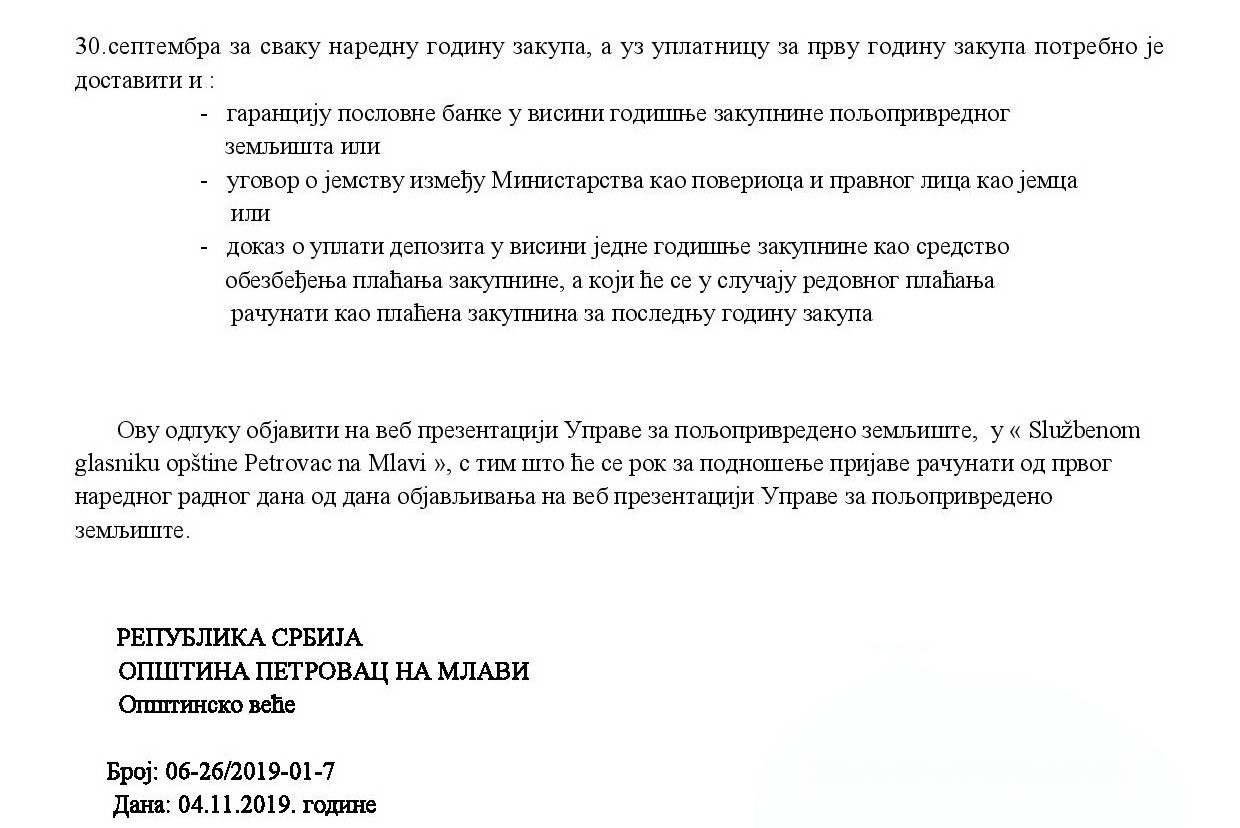 30.септембра за сваку наредну годину закупа, а уз уплатницу за прву годину закупа потребно је
доставити и :
- гаранцију пословне банке у висини годишње закупнине пољопривредног
земљишта или
- уговор о јемству између Министарства као повериоца и правног лица као јемца
или
- доказ о уплати депозита у висини једне годишње закупнине као средство
обезбеђења плаћања закупнине, а који ће се у случају редовног плаћања
рачунати као плаћена закупнина за последњу годину закупа
Ову одлуку објавити на веб презентацији Управе за пољопривредено земљиште, у « Službenom
glasniku opštine Petrovac na Mlavi », с тим што ће се рок за подношење пријаве рачунати од првог
наредног радног дана од дана објављивања на веб презентацији Управе за пољопривредено
земљиште.
РЕПУБЛИКА СРБИЈА
ОПШТИНА ПЕТРОВАЦ НА МЛАВИ
Општинско веће
Број: 06-26/2019-01-7
Дана: 04.11.2019. године